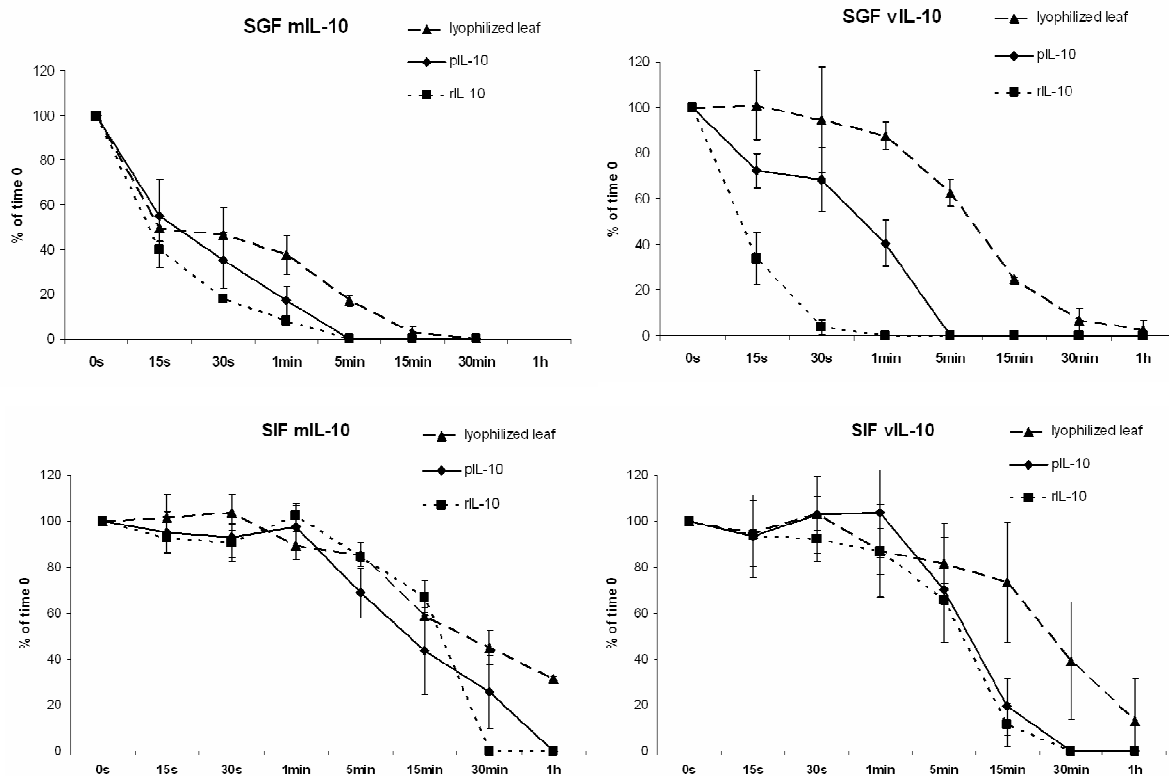 SGF mIL-10
lyophilized leaf
pIL-10
rIL-10
% of time 0
120
100
80
60
40
20
0
0s 15s 30s 1min 5min 15min 30min 1h
SGF vIL-10
lyophilized leaf
pIL-10
rIL-10
% of time 0
120
100
80
60
40
20
0
0s 15s 30s 1min 5min 15min 30min 1h
SIF mIL-10
lyophilized leaf
pIL-10
rIL-10
% of time 0
120
100
80
60
40
20
0
0s 15s 30s 1min 5min 15min 30min 1h
SIF vIL-10
lyophilized leaf
pIL-10
rIL-10
% of time 0
120
100
80
60
40
20
0
0s 15s 30s 1min 5min 15min 30min 1h